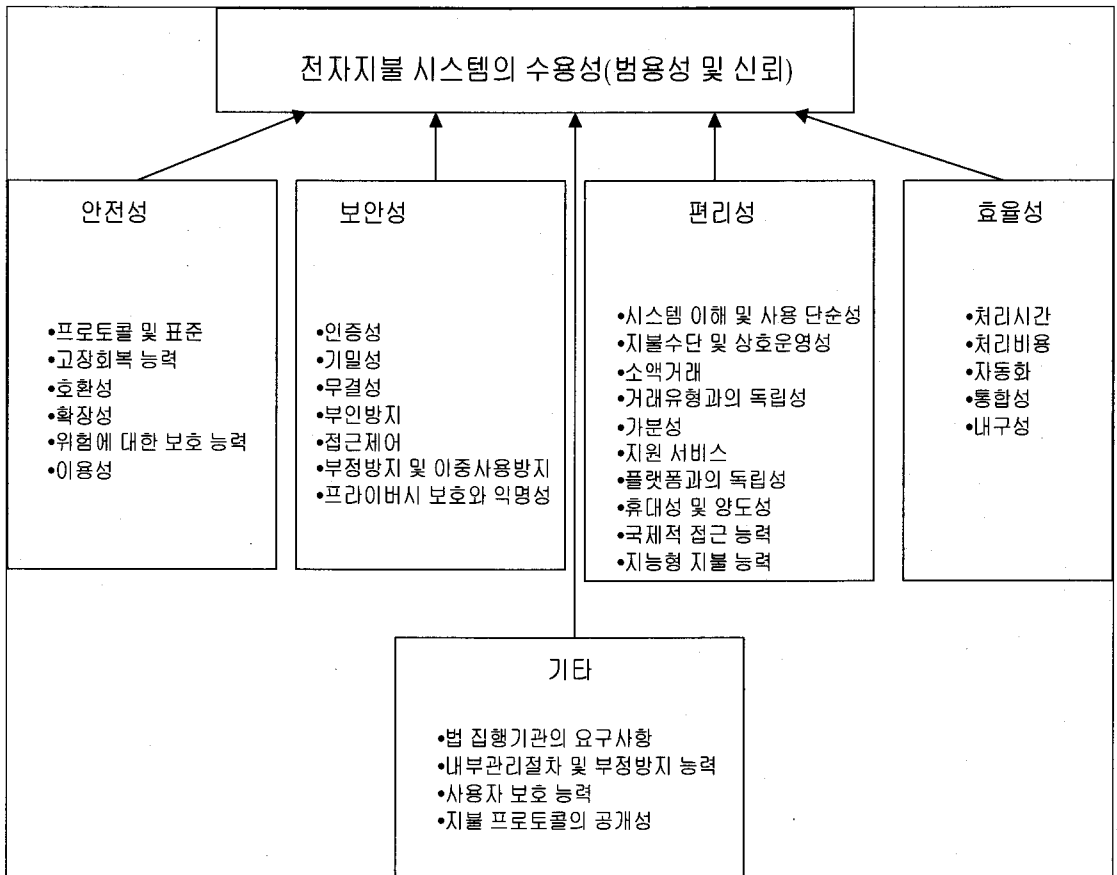 전자지불 시스템의 수용성(범용성 및 신뢰)
안전성
•프로토콜 및 표준
•고장회복 능력
•호환성
•확장성
•위험에 대한 보호 능력
•이용성
보안성
•인증성
•기밀성
•무결성
•부인방지
•접근제어
•부정방지 및 이중사용방지
•프라이버시 보호와 익명성
편리성
•시스템 이해 및 사용 단순성
•지불수단 및 상호운영성
•소액거래
•거래유형과의 독립성
•가분성
•지원 서비스
•플랫폼과의 독립성
•휴대성 및 양도성
•국제적 접근 능력
•지능형 지불 능력
효율성
•처리시간
•처리비용
•자동화
•통합성
•내구성
기타
•법 집행기관의 요구사항
•내부관리절차 및 부정방지 능력
•사용자 보호 능력
•지불 프로토콜의 공개성